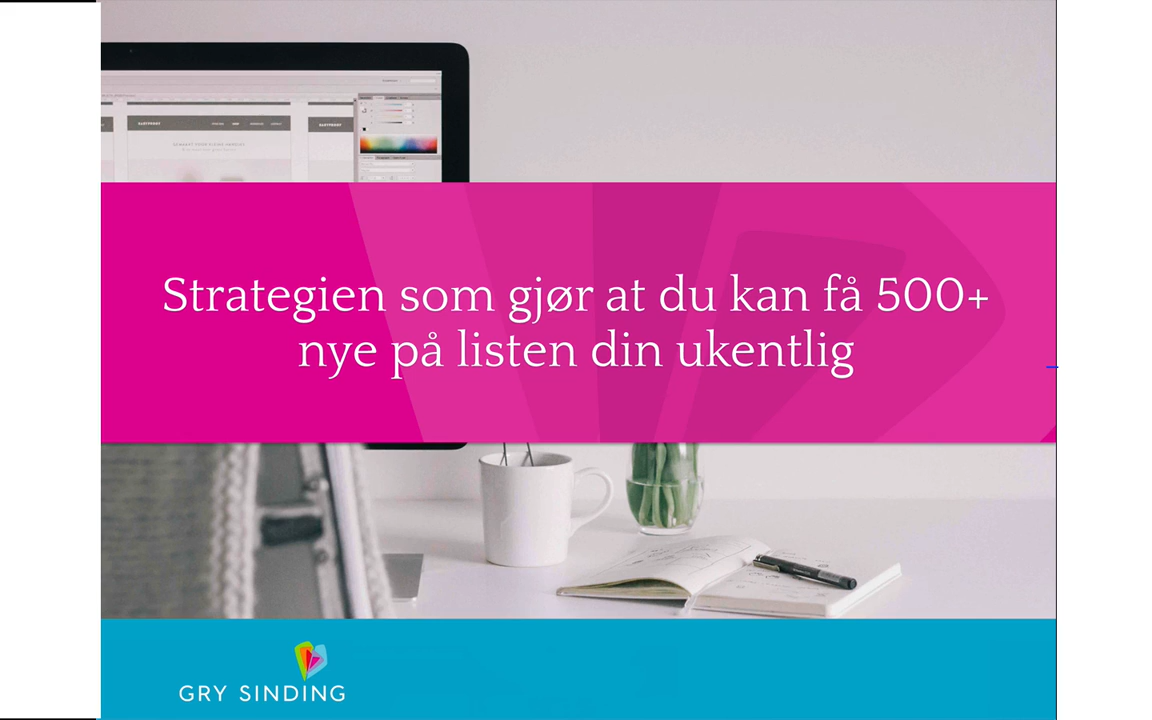 Strategien som gjør at du kan få 500+
nye på listen din ukentlig
GRY SINDING